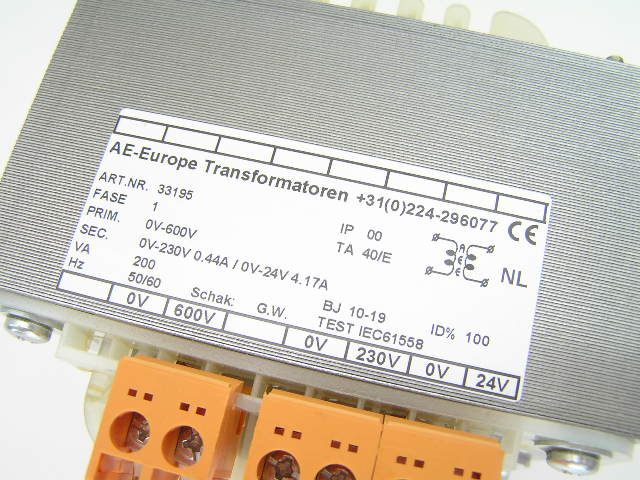 AE-Europe Transformatoren +31(0)224-296077 CE
ART.NR. 33195
FASE 1 IP 00
PRIM. 0V-600V TA 40/E
SEC. 0V-230V 0.44A / 0V-24V 4.17A NL
VA 200 BJ 10-19 ID% 100
Hz 50/60 Schak: G.W. TEST IEC61558
0V 600V 0V 230V 0V 24V